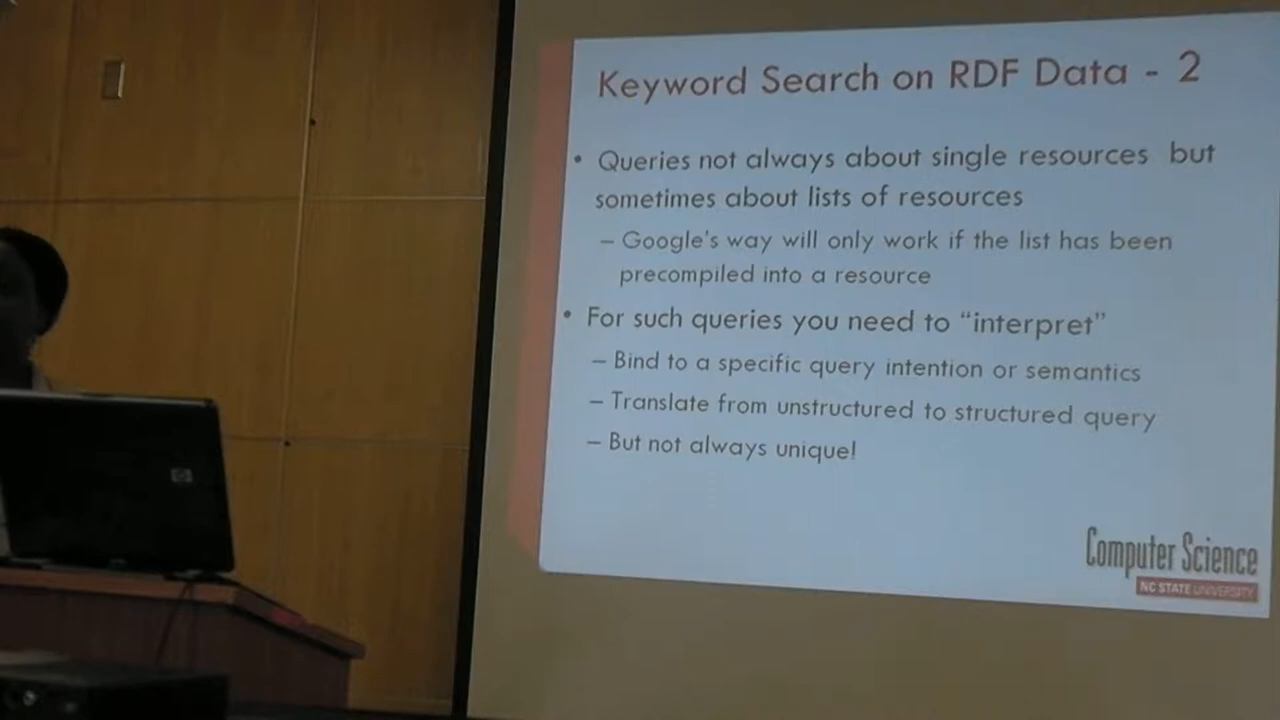 Keyword Search on RDF Data - 2
• Queries not always about single resources but
sometimes about lists of resources
– Google's way will only work if the list has been
precompiled into a resource
• For such queries you need to “interpret”
– Bind to a specific query intention or semantics
– Translate from unstructured to structured query
– But not always unique!
Computer Science
NC STATE UNIVERSITY
hp